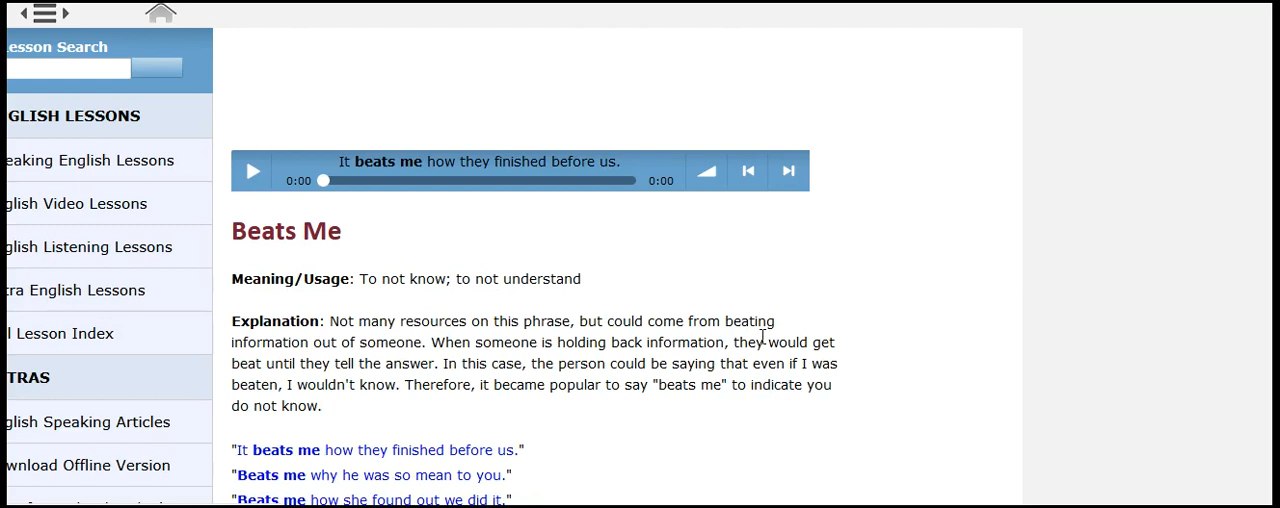 esson Search
GLISH LESSONS
eaking English Lessons
glish Video Lessons
glish Listening Lessons
tra English Lessons
l Lesson Index
TRAS
glish Speaking Articles
wnload Offline Version
It beats me how they finished before us.
0:00 0:00
Beats Me
Meaning/Usage: To not know; to not understand
Explanation: Not many resources on this phrase, but could come from beating
information out of someone. When someone is holding back information, they would get
beat until they tell the answer. In this case, the person could be saying that even if I was
beaten, I wouldn't know. Therefore, it became popular to say "beats me" to indicate you
do not know.
"It beats me how they finished before us."
"Beats me why he was so mean to you."
"Beats me how she found out we did it."